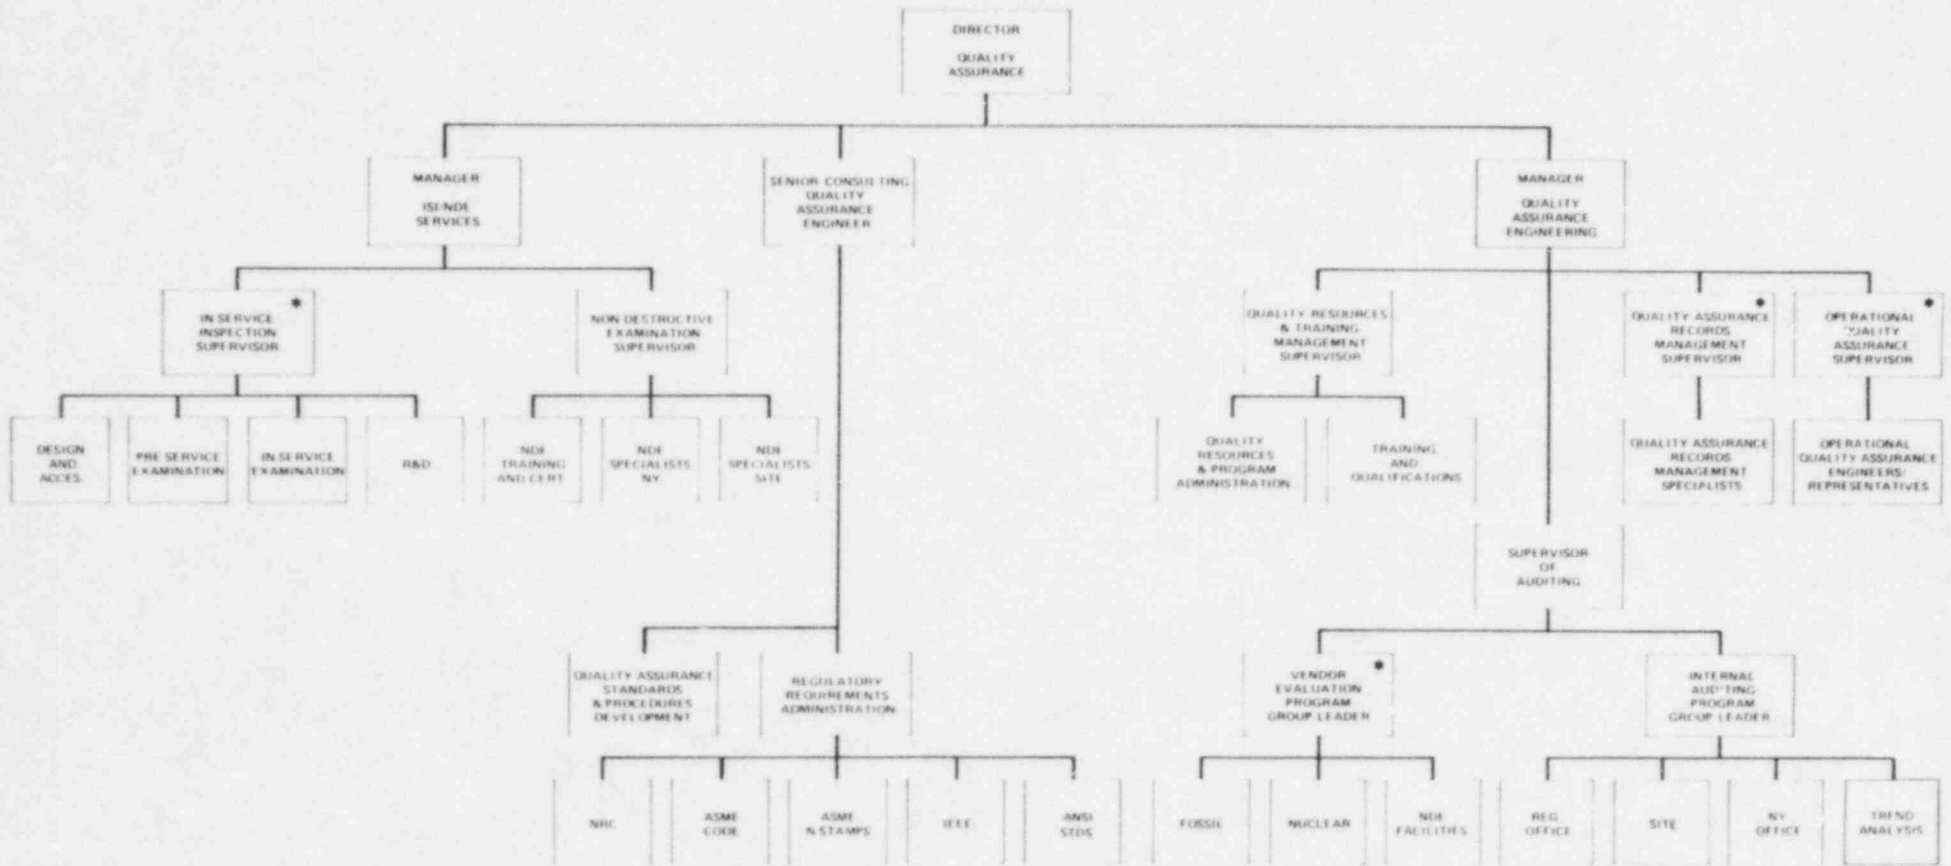 DIRECTOR
QUALITY
ASSURANCE
MANAGER
ISI/NDE
SERVICES
SENIOR CONSULTING
QUALITY
ASSURANCE
ENGINEER
MANAGER
QUALITY
ASSURANCE
ENGINEERING
*
IN SERVICE
INSPECTION
SUPERVISOR
NON DESTRUCTIVE
EXAMINATION
SUPERVISOR
QUALITY RESOURCES
& TRAINING
MANAGEMENT
SUPERVISOR
*
QUALITY ASSURANCE
RECORDS
MANAGEMENT
SUPERVISOR
*
OPERATIONAL
QUALITY
ASSURANCE
SUPERVISOR
DESIGN
AND
ACCES.
PRE SERVICE
EXAMINATION
IN SERVICE
EXAMINATION
R&D
NDE
TRAINING
AND CERT
NDE
SPECIALISTS
NY
NDE
SPECIALISTS
SITE
QUALITY
RESOURCES
& PROGRAM
ADMINISTRATION
TRAINING
AND
QUALIFICATIONS
QUALITY ASSURANCE
RECORDS
MANAGEMENT
SPECIALISTS
OPERATIONAL
QUALITY ASSURANCE
ENGINEERS/
REPRESENTATIVES
SUPERVISOR
OF
AUDITING
QUALITY ASSURANCE
STANDARDS
& PROCEDURES
DEVELOPMENT
REGULATORY
REQUIREMENTS
ADMINISTRATION
*
VENDOR
EVALUATION
PROGRAM
GROUP LEADER
INTERNAL
AUDITING
PROGRAM
GROUP LEADER
NRC
ASME
CODE
ASME
N STAMPS
IEEE
ANSI
STDS
FOSSIL
NUCLEAR
NDE
FACILITIES
REG
OFFICE
SITE
NY
OFFICE
TREND
ANALYSIS